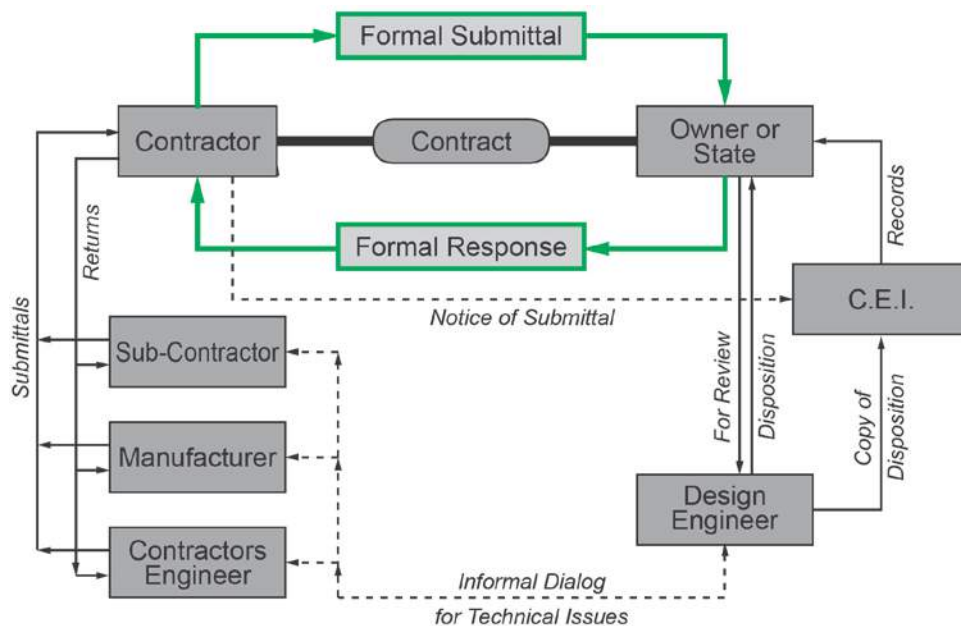 Formal Submittal
Contractor
Contract
Owner or
State
Formal Response
Returns
Submittals
Records
C.E.I.
Notice of Submittal
Sub-Contractor
For Review
Disposition
Copy of
Disposition
Manufacturer
Design
Engineer
Contractors
Engineer
Informal Dialog
for Technical Issues